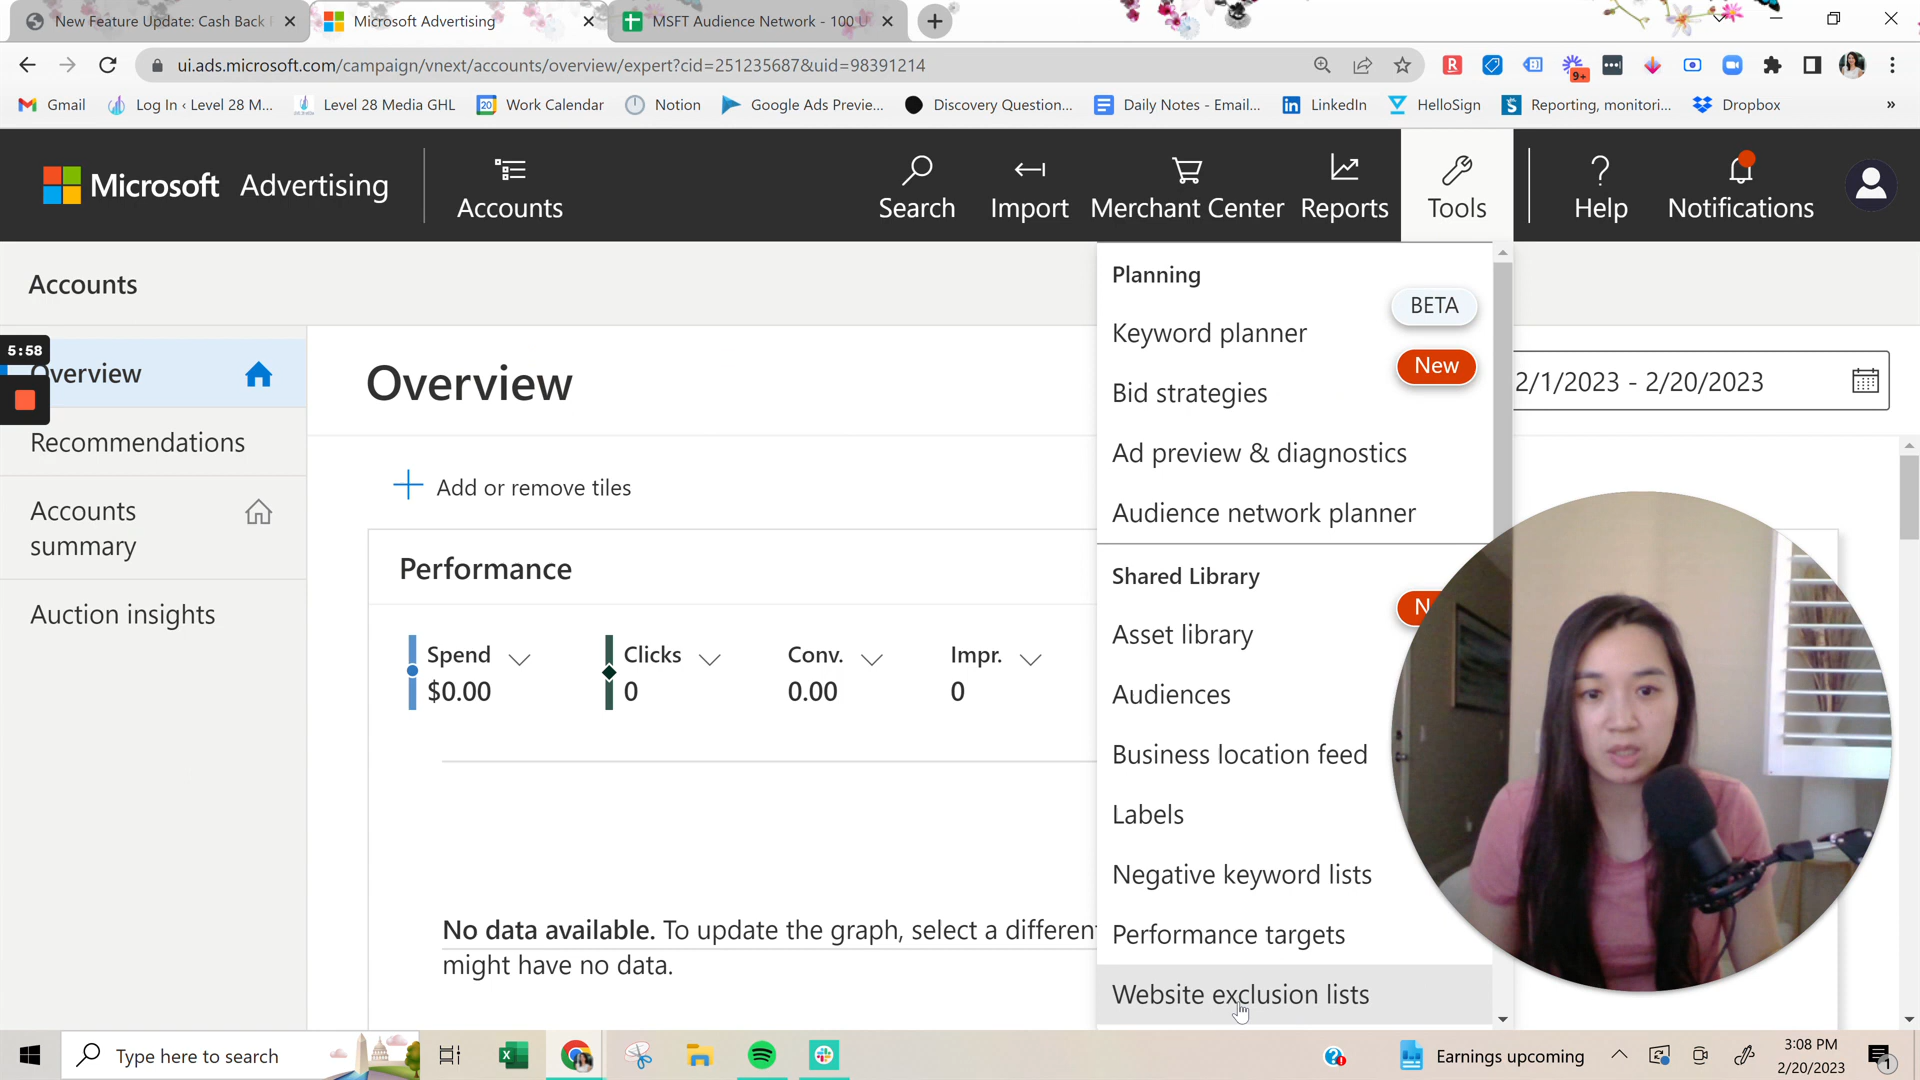 New Feature Update: Cash Back
Microsoft Advertising
MSFT Audience Network - 100 U
ui.ads.microsoft.com/campaign/vnext/accounts/overview/expert?cid=251235687&uid=98391214
9+
Gmail
Log In ‹ Level 28 M...
Level 28 Media GHL
20
Work Calendar
Notion
Google Ads Previe...
Discovery Question...
Daily Notes - Email...
LinkedIn
HelloSign
Reporting, monitori...
Dropbox
»
Microsoft Advertising
Accounts
Search
Import
Merchant Center
Reports
Tools
Help
Notifications
Accounts
5:58
Overview
Recommendations
Accounts
summary
Auction insights
Overview
2/1/2023 - 2/20/2023
Add or remove tiles
Performance
Spend
$0.00
Clicks
0
Conv.
0.00
Impr.
0
No data available. To update the graph, select a different
might have no data.
Planning
BETA
Keyword planner
New
Bid strategies
Ad preview & diagnostics
Audience network planner
Shared Library
Asset library
Audiences
Business location feed
Labels
Negative keyword lists
Performance targets
Website exclusion lists
Type here to search
Earnings upcoming
3:08 PM
2/20/2023
1